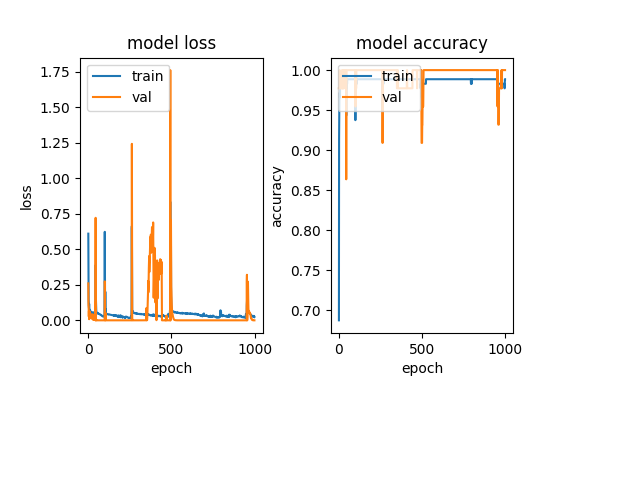 model loss
train
val
1.75
1.50
1.25
1.00
0.75
0.50
0.25
0.00
loss
0
500
1000
epoch
model accuracy
train
val
1.00
0.95
0.90
0.85
0.80
0.75
0.70
accuracy
0
500
1000
epoch